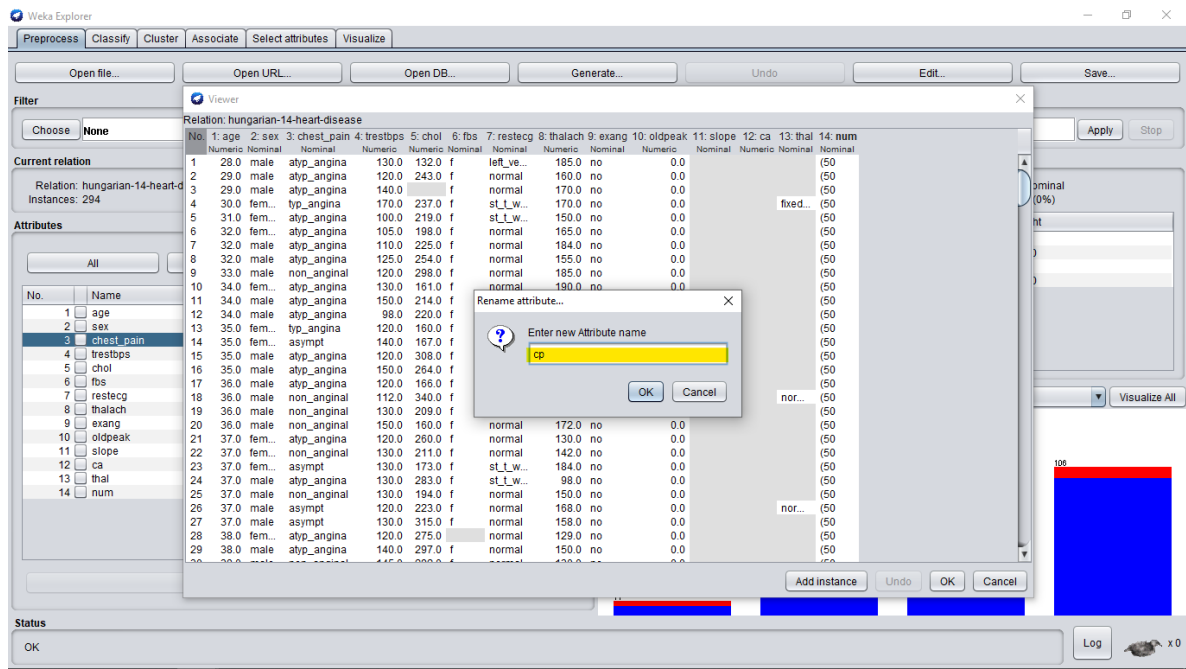 Weka Explorer
Preprocess Classify Cluster Associate Select attributes Visualize
Open file... Open URL... Open DB... Generate... Undo Edit... Save...
Filter
Choose None Apply Stop
Current relation
Relation: hungarian-14-heart-d
Instances: 294
ominal
(0%)
Attributes
ht
All
No. Name
1 age
2 sex
3 chest_pain
4 trestbps
5 chol
6 fbs
7 restecg
8 thalach
9 exang
10 oldpeak
11 slope
12 ca
13 thal
14 num
Visualize All
106
Viewer
Relation: hungarian-14-heart-disease
No. 1: age 2: sex 3: chest_pain 4: trestbps 5: chol 6: fbs 7: restecg 8: thalach 9: exang 10: oldpeak 11: slope 12: ca 13: thal 14: num
Numeric Nominal Nominal Numeric Numeric Nominal Nominal Numeric Nominal Numeric Nominal Numeric Nominal Nominal
1 28.0 male atyp_angina 130.0 132.0 f left_ve... 185.0 no 0.0 (50
2 29.0 male atyp_angina 120.0 243.0 f normal 160.0 no 0.0 (50
3 29.0 male atyp_angina 140.0 f normal 170.0 no 0.0 (50
4 30.0 fem... typ_angina 170.0 237.0 f st_t_w... 170.0 no 0.0 fixed... (50
5 31.0 fem... atyp_angina 100.0 219.0 f st_t_w... 150.0 no 0.0 (50
6 32.0 fem... atyp_angina 105.0 198.0 f normal 165.0 no 0.0 (50
7 32.0 male atyp_angina 110.0 225.0 f normal 184.0 no 0.0 (50
8 32.0 male atyp_angina 125.0 254.0 f normal 155.0 no 0.0 (50
9 33.0 male non_anginal 120.0 298.0 f normal 185.0 no 0.0 (50
10 34.0 fem... atyp_angina 130.0 161.0 f normal 190.0 no 0.0 (50
11 34.0 male atyp_angina 150.0 214.0 f (50
12 34.0 male atyp_angina 98.0 220.0 f (50
13 35.0 fem... typ_angina 120.0 160.0 f (50
14 35.0 fem... asympt 140.0 167.0 f (50
15 35.0 male atyp_angina 120.0 308.0 f (50
16 35.0 male atyp_angina 150.0 264.0 f (50
17 36.0 male atyp_angina 120.0 166.0 f (50
18 36.0 male non_anginal 112.0 340.0 f nor... (50
19 36.0 male non_anginal 130.0 209.0 f (50
20 36.0 male non_anginal 150.0 160.0 f normal 172.0 no 0.0 (50
21 37.0 fem... atyp_angina 120.0 260.0 f normal 130.0 no 0.0 (50
22 37.0 fem... non_anginal 130.0 211.0 f normal 142.0 no 0.0 (50
23 37.0 fem... asympt 130.0 173.0 f st_t_w... 184.0 no 0.0 (50
24 37.0 male atyp_angina 130.0 283.0 f st_t_w... 98.0 no 0.0 (50
25 37.0 male non_anginal 130.0 194.0 f normal 150.0 no 0.0 (50
26 37.0 male asympt 120.0 223.0 f normal 168.0 no 0.0 nor... (50
27 37.0 male asympt 130.0 315.0 f normal 158.0 no 0.0 (50
28 38.0 fem... atyp_angina 120.0 275.0 normal 129.0 no 0.0 (50
29 38.0 male atyp_angina 140.0 297.0 f normal 150.0 no 0.0 (50
Add instance Undo OK Cancel
Rename attribute...
Enter new Attribute name
cp
OK Cancel
Status
OK
Log x 0